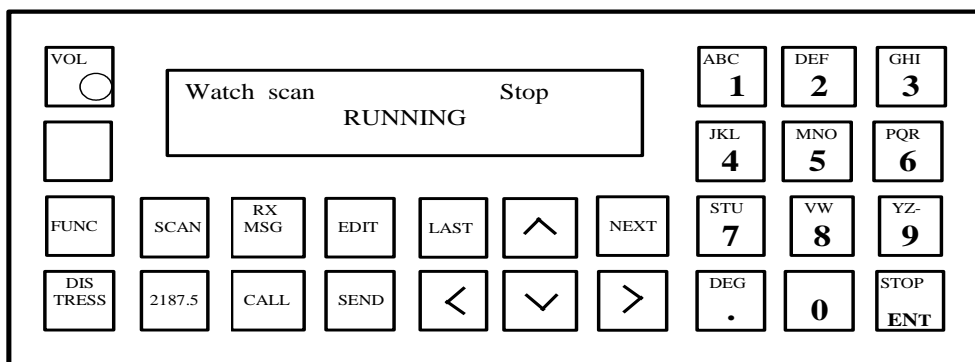 VOL
Watch scan Stop
RUNNING
ABC
1
DEF
2
GHI
3
JKL
4
MNO
5
PQR
6
FUNC
SCAN
RX
MSG
EDIT
LAST
NEXT
STU
7
VW
8
YZ-
9
DIS
TRESS
2187.5
CALL
SEND
DEG
.
0
STOP
ENT